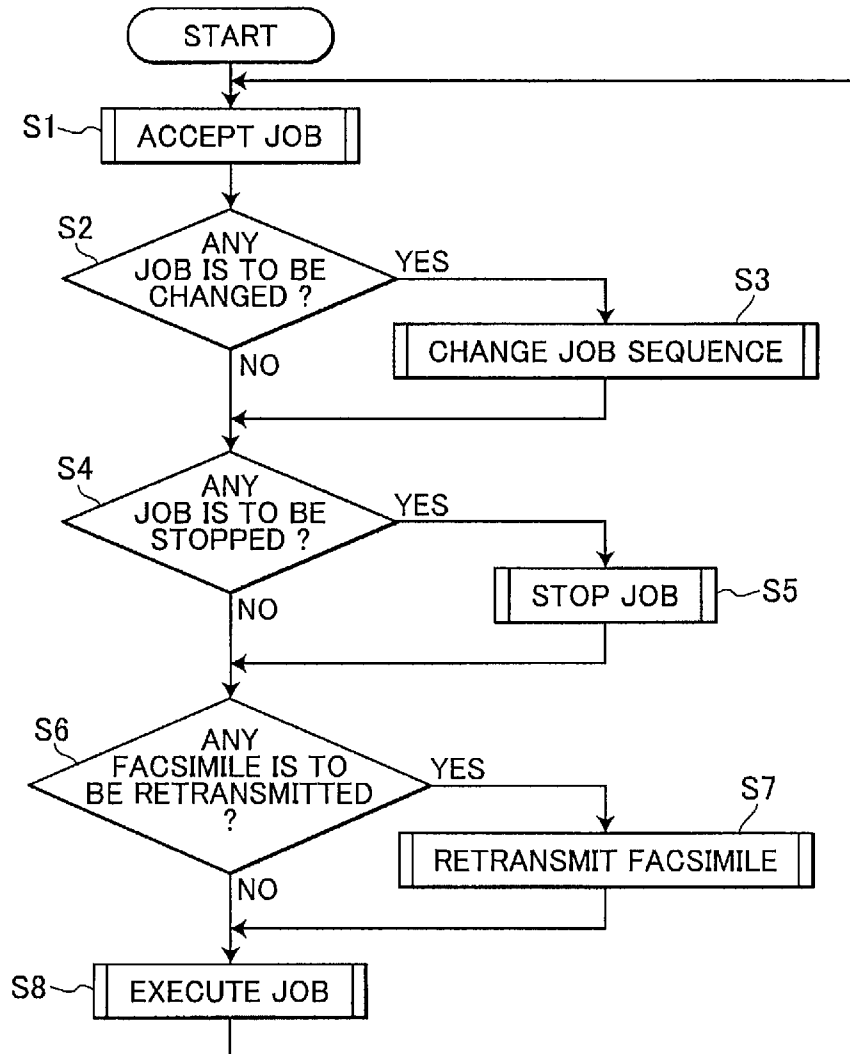 START
S1
ACCEPT JOB
S2
ANY
JOB IS TO BE
CHANGED ?
YES
S3
CHANGE JOB SEQUENCE
NO
S4
ANY
JOB IS TO BE
STOPPED ?
YES
STOP JOB
S5
NO
S6
ANY
FACSIMILE IS TO
BE RETRANSMITTED
?
YES
S7
RETRANSMIT FACSIMILE
NO
S8
EXECUTE JOB